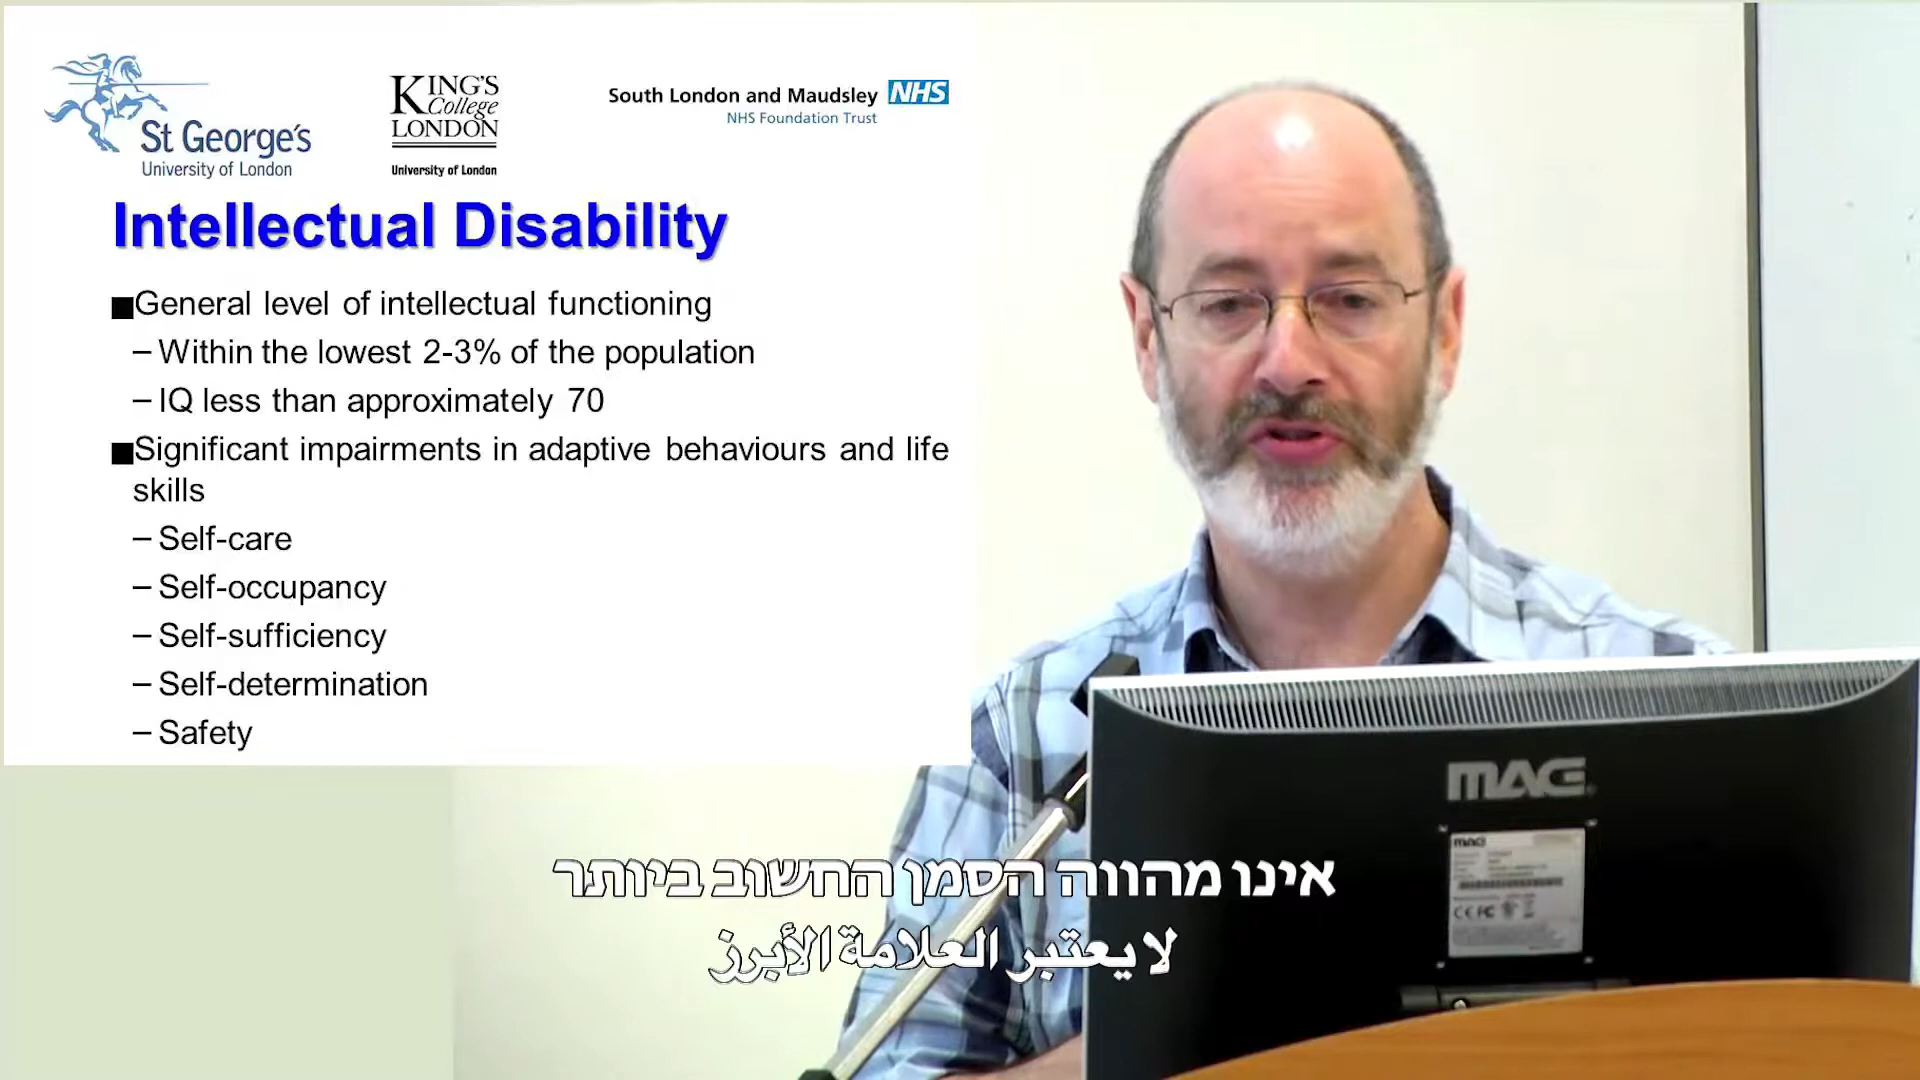 St George's
University of London
KING'S
College
LONDON
University of London
South London and Maudsley NHS
NHS Foundation Trust
Intellectual Disability
■General level of intellectual functioning
– Within the lowest 2-3% of the population
– IQ less than approximately 70
■Significant impairments in adaptive behaviours and life
skills
– Self-care
– Self-occupancy
– Self-sufficiency
– Self-determination
– Safety
MAG
MAG
CE FC
אינו מהווה הסמן החשוב ביותר
لا يعتبر العلامة الأبرز